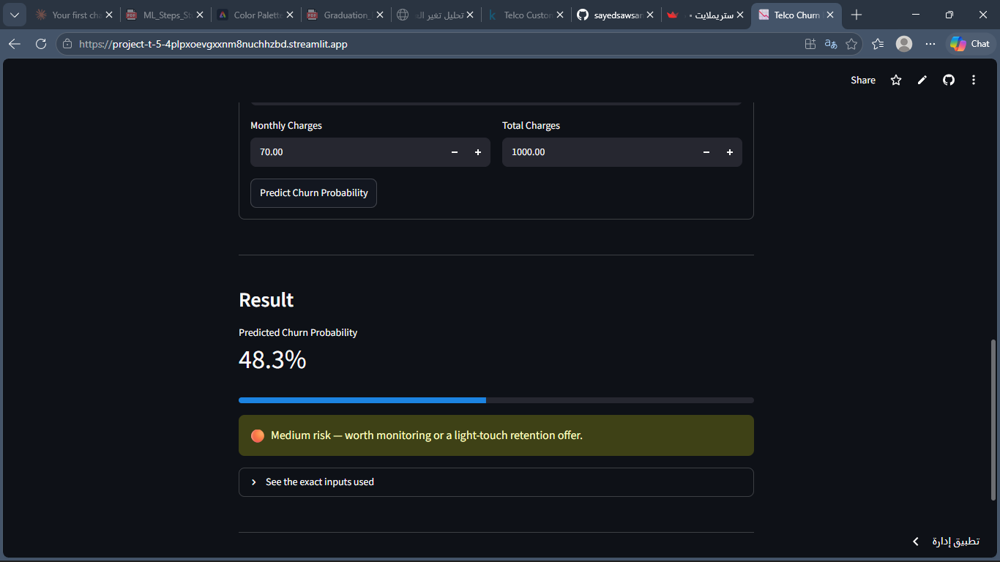 Your first cha
ML_Steps_St
Color Palette
Graduation_
تحليل تغير الع
Telco Custom
sayedsawsan
ستريملايت
Telco Churn
https://project-t-5-4plpxoevgxxnm8nuchhzbd.streamlit.app
Chat
Share
Monthly Charges
Total Charges
70.00
1000.00
Predict Churn Probability
Result
Predicted Churn Probability
48.3%
Medium risk — worth monitoring or a light-touch retention offer.
See the exact inputs used
تطبيق إدارة